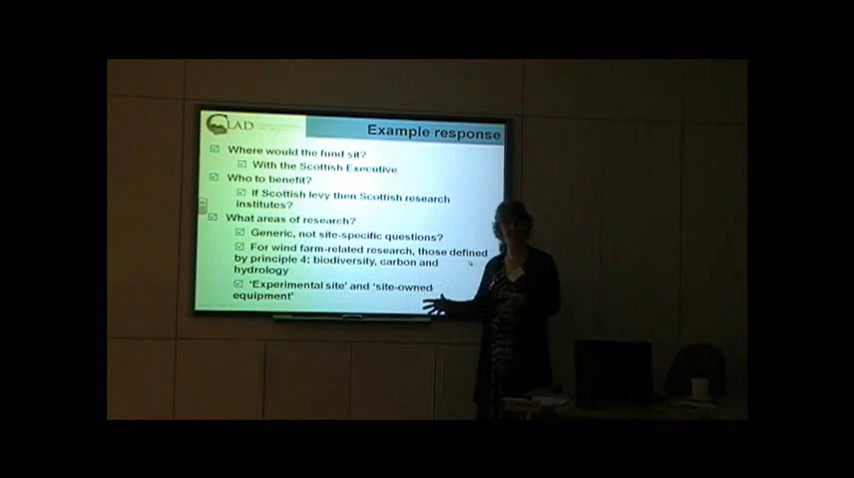 CLAD
Example response
Where would the fund sit?
With the Scottish Executive
Who to benefit?
If Scottish levy then Scottish research
institutes?
What areas of research?
Generic, not site-specific questions?
For wind farm-related research, those defined
by principle 4: biodiversity, carbon and
hydrology
'Experimental site' and 'site-owned
equipment'